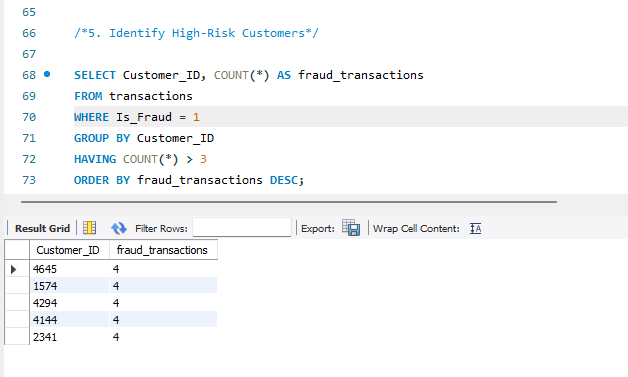 65
66 /*5. Identify High-Risk Customers*/
67
68 SELECT Customer_ID, COUNT(*) AS fraud_transactions
69 FROM transactions
70 WHERE Is_Fraud = 1
71 GROUP BY Customer_ID
72 HAVING COUNT(*) > 3
73 ORDER BY fraud_transactions DESC;
Result Grid Filter Rows: Export: Wrap Cell Content: IA
Customer_ID fraud_transactions
4645 4
1574 4
4294 4
4144 4
2341 4